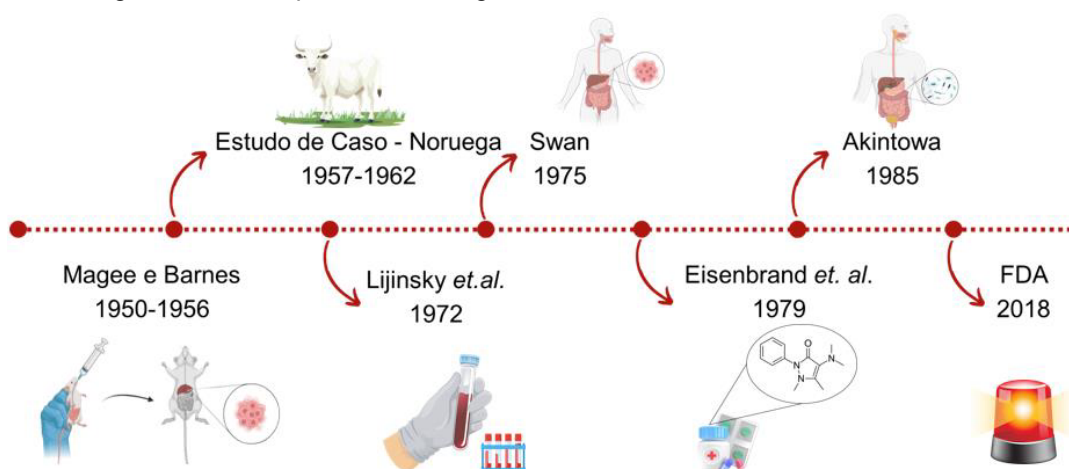 Estudo de Caso - Noruega
1957-1962
Swan
1975
Akintowa
1985
Magee e Barnes
1950-1956
Lijinsky et.al.
1972
Eisenbrand et. al.
1979
FDA
2018
O
N
N
N